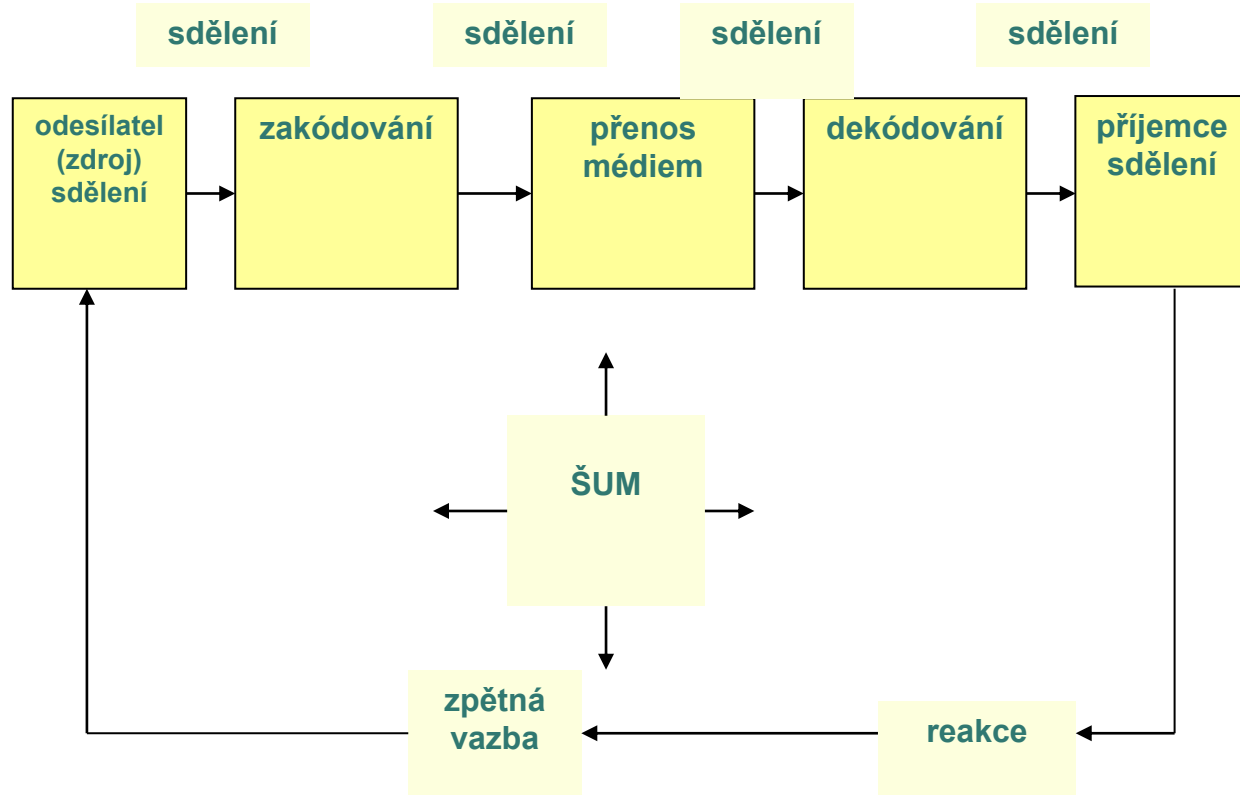 sdělení
sdělení
sdělení
sdělení
odesílatel
(zdroj)
sdělení
zakódování
přenos
médiem
dekódování
příjemce
sdělení
ŠUM
zpětná
vazba
reakce